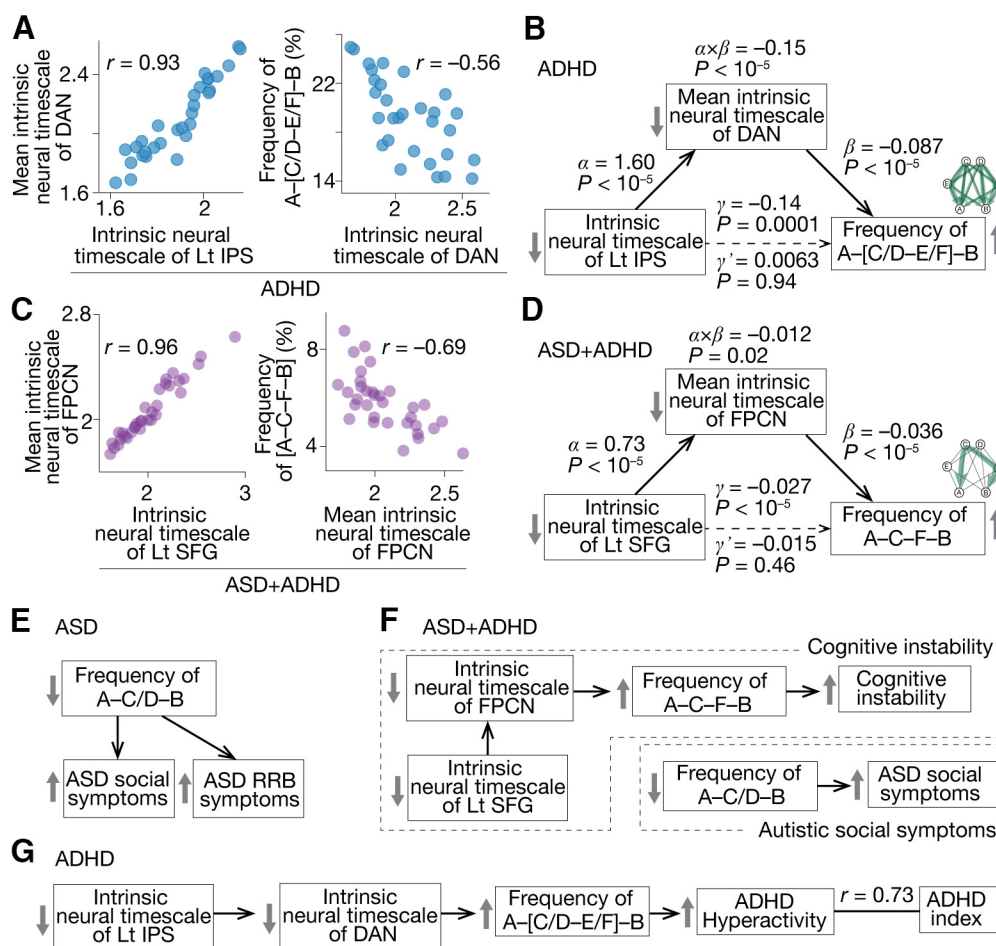 A
Mean intrinsic
neural timescale
of DAN
2.4
1.6
r = 0.93
1.6
2
Intrinsic neural
timescale of Lt IPS
Frequency of
A–[C/D–E/F]–B (%)
22
14
r = −0.56
2
2.5
Intrinsic neural
timescale of DAN
ADHD
B
ADHD
α×β = −0.15
P < 10⁻⁵
Mean intrinsic
neural timescale
of DAN
α = 1.60
P < 10⁻⁵
β = −0.087
P < 10⁻⁵
C D
E
A B
Intrinsic
neural timescale
of Lt IPS
γ = −0.14
P = 0.0001
γ' = 0.0063
P = 0.94
Frequency of
A–[C/D–E/F]–B
C
Mean intrinsic
neural timescale
of FPCN
2.8
2
r = 0.96
2
3
Intrinsic
neural timescale
of Lt SFG
Frequency
of [A–C–F–B] (%)
8
4
r = −0.69
2
2.5
Mean intrinsic
neural timescale
of FPCN
ASD+ADHD
D
ASD+ADHD
α×β = −0.012
P = 0.02
Mean intrinsic
neural timescale
of FPCN
α = 0.73
P < 10⁻⁵
β = −0.036
P < 10⁻⁵
C D
E
A B
Intrinsic
neural timescale
of Lt SFG
γ = −0.027
P < 10⁻⁵
γ' = −0.015
P = 0.46
Frequency of
A–C–F–B
E
ASD
Frequency of
A–C/D–B
ASD social
symptoms
ASD RRB
symptoms
F
ASD+ADHD
Cognitive instability
Intrinsic
neural timescale
of FPCN
Frequency of
A–C–F–B
Cognitive
instability
Intrinsic
neural timescale
of Lt SFG
Frequency of
A–C/D–B
ASD social
symptoms
Autistic social symptoms
G
ADHD
Intrinsic
neural timescale
of Lt IPS
Intrinsic
neural timescale
of DAN
Frequency of
A–[C/D–E/F]–B
ADHD
Hyperactivity
r = 0.73
ADHD
index